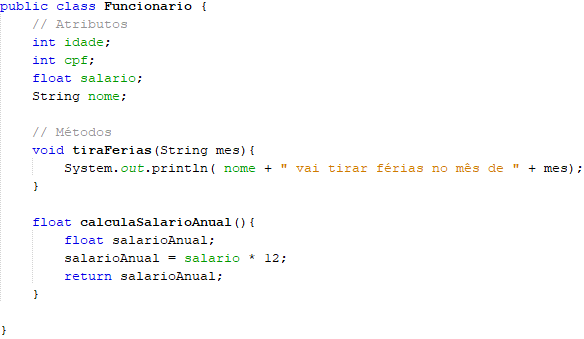 public class Funcionario {
// Atributos
int idade;
int cpf;
float salario;
String nome;
// Métodos
void tiraFerias(String mes){
System.out.println( nome + " vai tirar férias no mês de " + mes);
}
float calculaSalarioAnual(){
float salarioAnual;
salarioAnual = salario * 12;
return salarioAnual;
}
}